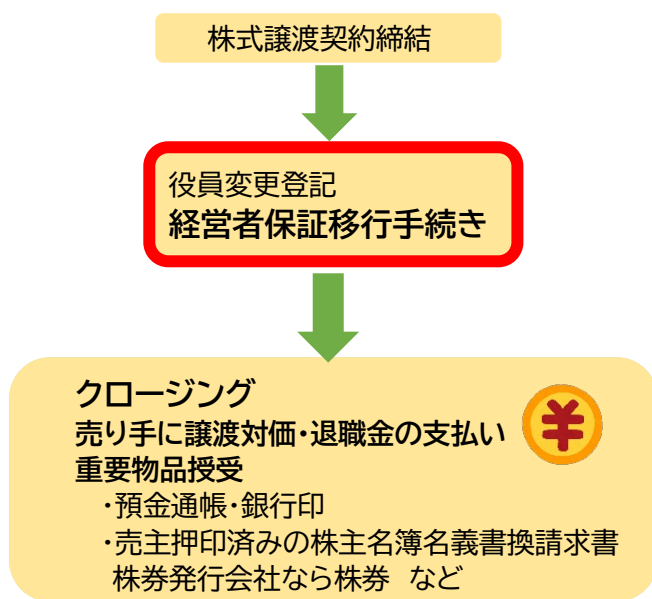 株式譲渡契約締結
役員変更登記
経営者保証移行手続き
クロージング
売り手に譲渡対価・退職金の支払い
重要物品授受
・預金通帳・銀行印
・売主押印済みの株主名簿名義書換請求書
株券発行会社なら株券 など
¥